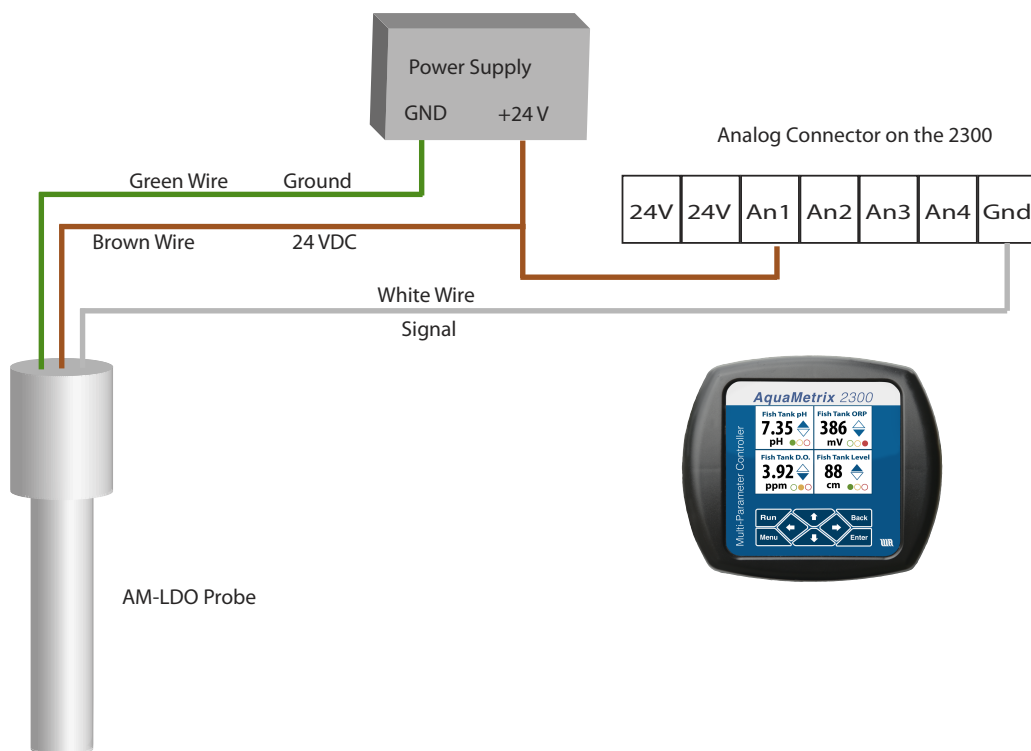 Power Supply
GND +24 V
Analog Connector on the 2300
Green Wire Ground
24V 24V An1 An2 An3 An4 Gnd
Brown Wire 24 VDC
White Wire
Signal
AquaMetrix 2300
Multi-Parameter Controller
Fish Tank pH
7.35
pH
Fish Tank ORP
386
mV
Fish Tank D.O.
3.92
ppm
Fish Tank Level
88
cm
Run
Back
Menu
Enter
WR
AM-LDO Probe